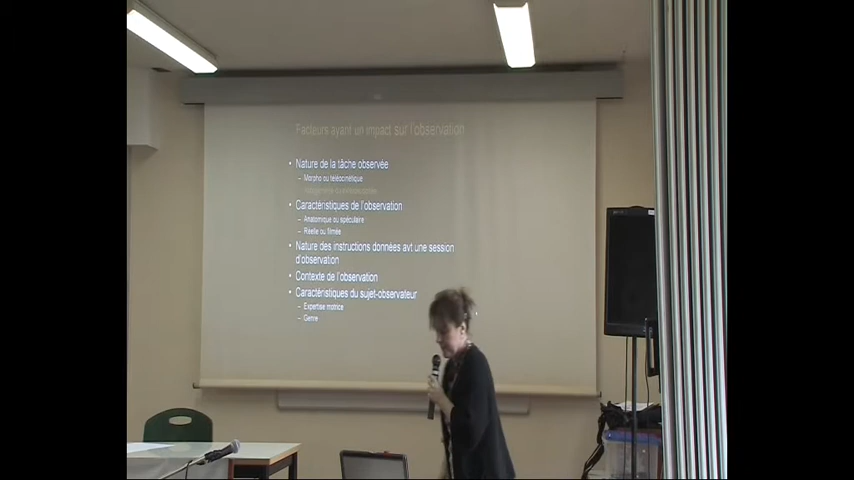 Facteurs ayant un impact sur l'observation
• Nature de la tâche observée
– Morpho ou téléocinétique
• Caractéristiques de l'observation
– Anatomique ou spéculaire
– Réelle ou filmée
• Nature des instructions données avt une session
d'observation
• Contexte de l'observation
• Caractéristiques du sujet-observateur
– Expertise motrice
– Genre